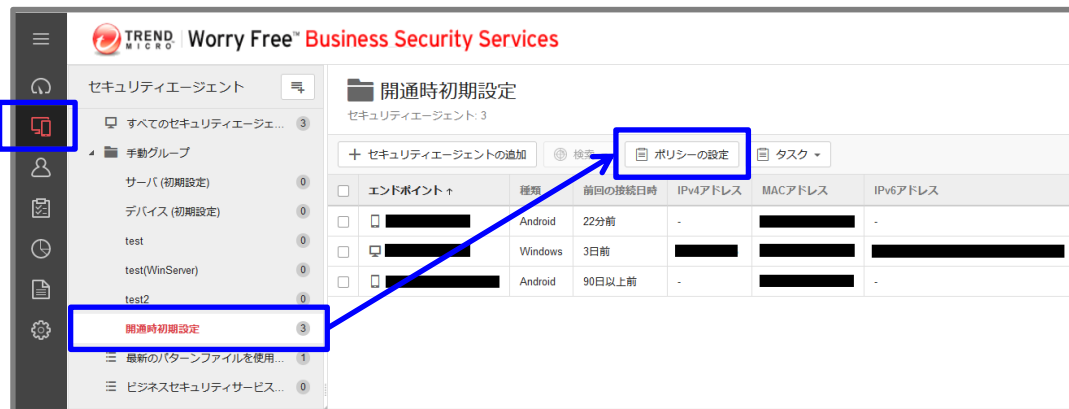 TREND MICRO Worry Free™ Business Security Services
セキュリティエージェント
すべてのセキュリティエージェ... 3
手動グループ
サーバ (初期設定) 0
デバイス (初期設定) 0
test 0
test(WinServer) 0
test2 0
開通時初期設定 3
最新のパターンファイルを使用... 1
ビジネスセキュリティサービス... 0
開通時初期設定
セキュリティエージェント: 3
+ セキュリティエージェントの追加 検索 ポリシーの設定 タスク
エンドポイント ↑ 種類 前回の接続日時 IPv4アドレス MACアドレス IPv6アドレス
Android 22分前 - -
Windows 3日前
Android 90日以上前 - -